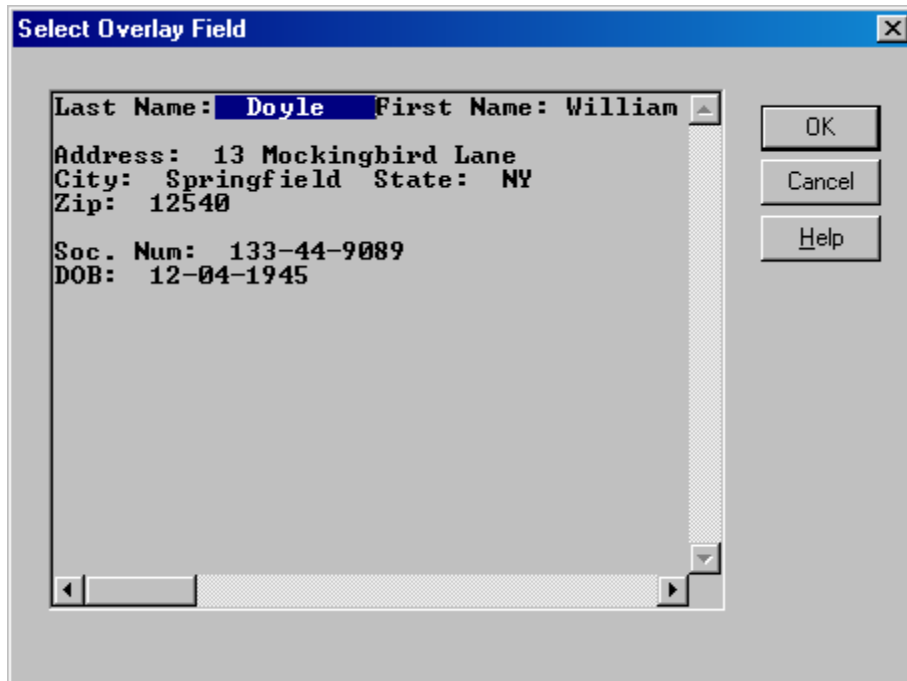 Select Overlay Field
Last Name:  Doyle  First Name: William
Address:  13 Mockingbird Lane
City:  Springfield  State:  NY
Zip:  12540
Soc. Num:  133-44-9089
DOB:  12-04-1945
OK
Cancel
Help